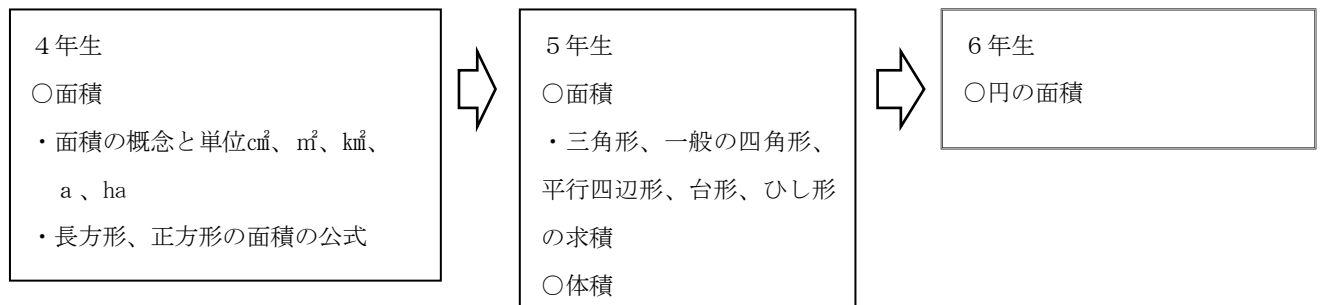 ４年生
○面積
・面積の概念と単位㎠、㎡、㎢、
ａ、ha
・長方形、正方形の面積の公式
５年生
○面積
・三角形、一般の四角形、
平行四辺形、台形、ひし形
の求積
○体積
６年生
○円の面積